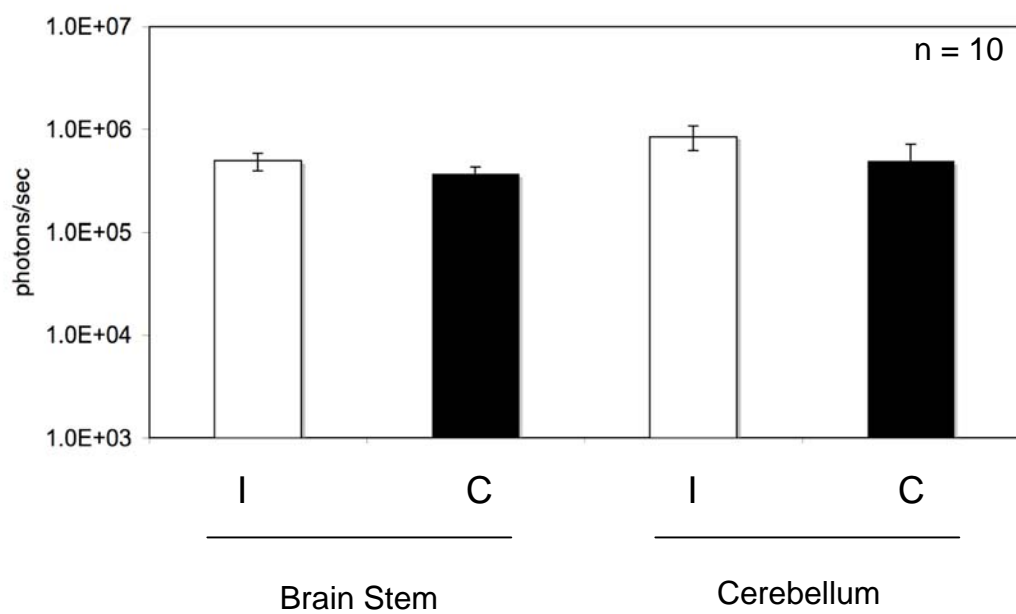 1.0E+07
n = 10
1.0E+06
1.0E+05
1.0E+04
1.0E+03
photons/sec
I C I C
Brain Stem Cerebellum